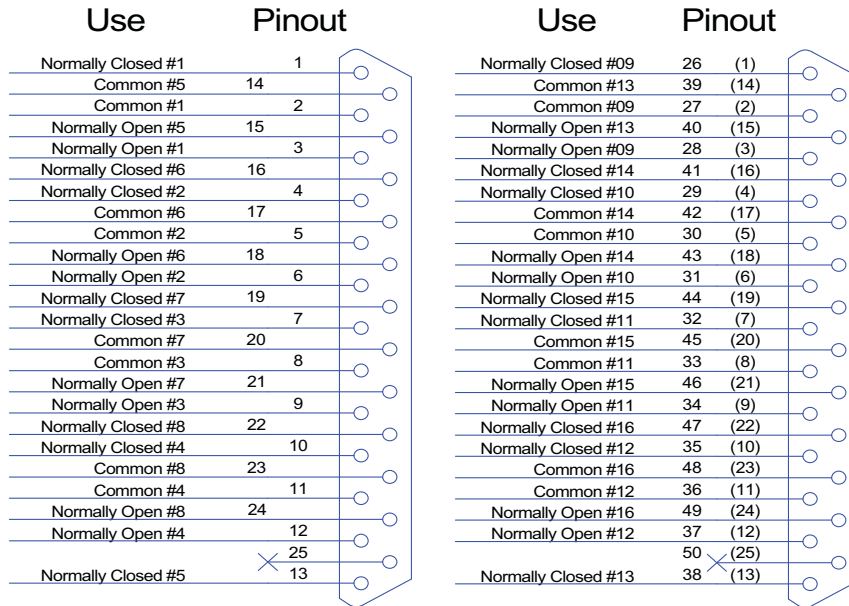 Use Pinout
Normally Closed #1 1
Common #5 14
Common #1 2
Normally Open #5 15
Normally Open #1 3
Normally Closed #6 16
Normally Closed #2 4
Common #6 17
Common #2 5
Normally Open #6 18
Normally Open #2 6
Normally Closed #7 19
Normally Closed #3 7
Common #7 20
Common #3 8
Normally Open #7 21
Normally Open #3 9
Normally Closed #8 22
Normally Closed #4 10
Common #8 23
Common #4 11
Normally Open #8 24
Normally Open #4 12
25
Normally Closed #5 13
Use Pinout
Normally Closed #09 26 (1)
Common #13 39 (14)
Common #09 27 (2)
Normally Open #13 40 (15)
Normally Open #09 28 (3)
Normally Closed #14 41 (16)
Normally Closed #10 29 (4)
Common #14 42 (17)
Common #10 30 (5)
Normally Open #14 43 (18)
Normally Open #10 31 (6)
Normally Closed #15 44 (19)
Normally Closed #11 32 (7)
Common #15 45 (20)
Common #11 33 (8)
Normally Open #15 46 (21)
Normally Open #11 34 (9)
Normally Closed #16 47 (22)
Normally Closed #12 35 (10)
Common #16 48 (23)
Common #12 36 (11)
Normally Open #16 49 (24)
Normally Open #12 37 (12)
50 (25)
Normally Closed #13 38 (13)